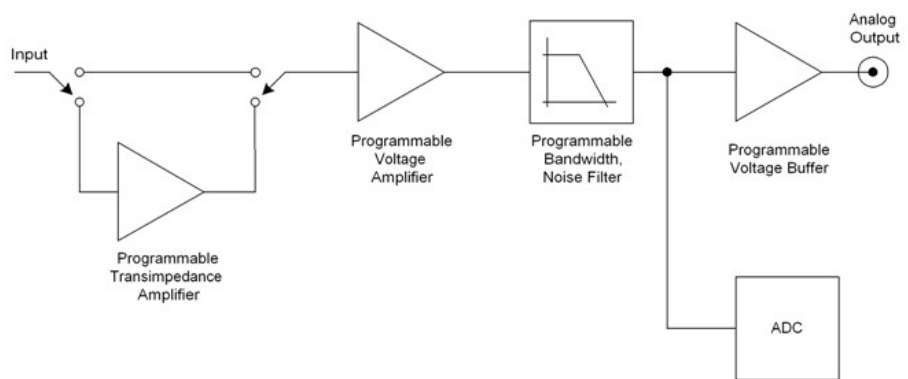 Analog
Output
Input
Programmable
Voltage
Amplifier
Programmable
Bandwidth,
Noise Filter
Programmable
Voltage Buffer
Programmable
Transimpedance
Amplifier
ADC